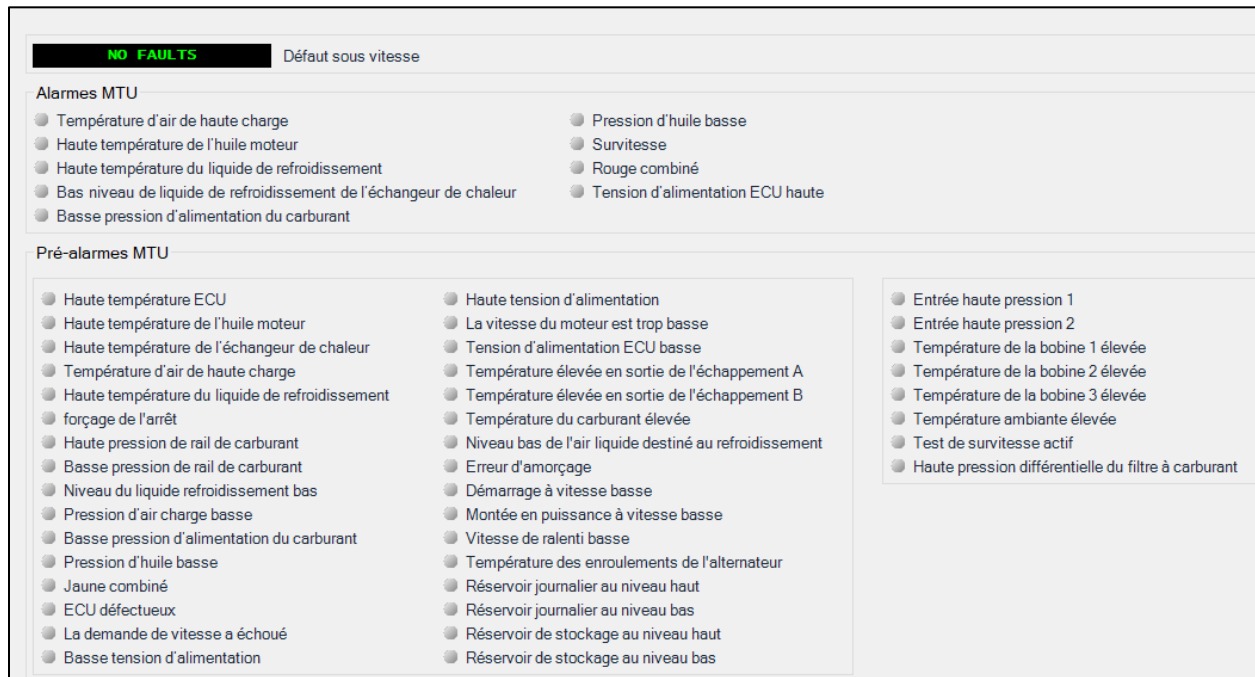 NO FAULTS Défaut sous vitesse
Alarmes MTU
Température d'air de haute charge
Haute température de l'huile moteur
Haute température du liquide de refroidissement
Bas niveau de liquide de refroidissement de l'échangeur de chaleur
Basse pression d'alimentation du carburant
Pression d'huile basse
Survitesse
Rouge combiné
Tension d'alimentation ECU haute
Pré-alarmes MTU
Haute température ECU
Haute température de l'huile moteur
Haute température de l'échangeur de chaleur
Température d'air de haute charge
Haute température du liquide de refroidissement
forçage de l'arrêt
Haute pression de rail de carburant
Basse pression de rail de carburant
Niveau du liquide refroidissement bas
Pression d'air charge basse
Basse pression d'alimentation du carburant
Pression d'huile basse
Jaune combiné
ECU défectueux
La demande de vitesse a échoué
Basse tension d'alimentation
Haute tension d'alimentation
La vitesse du moteur est trop basse
Tension d'alimentation ECU basse
Température élevée en sortie de l'échappement A
Température élevée en sortie de l'échappement B
Température du carburant élevée
Niveau bas de l'air liquide destiné au refroidissement
Erreur d'amorçage
Démarrage à vitesse basse
Montée en puissance à vitesse basse
Vitesse de ralenti basse
Température des enroulements de l'alternateur
Réservoir journalier au niveau haut
Réservoir journalier au niveau bas
Réservoir de stockage au niveau haut
Réservoir de stockage au niveau bas
Entrée haute pression 1
Entrée haute pression 2
Température de la bobine 1 élevée
Température de la bobine 2 élevée
Température de la bobine 3 élevée
Température ambiante élevée
Test de survitesse actif
Haute pression différentielle du filtre à carburant